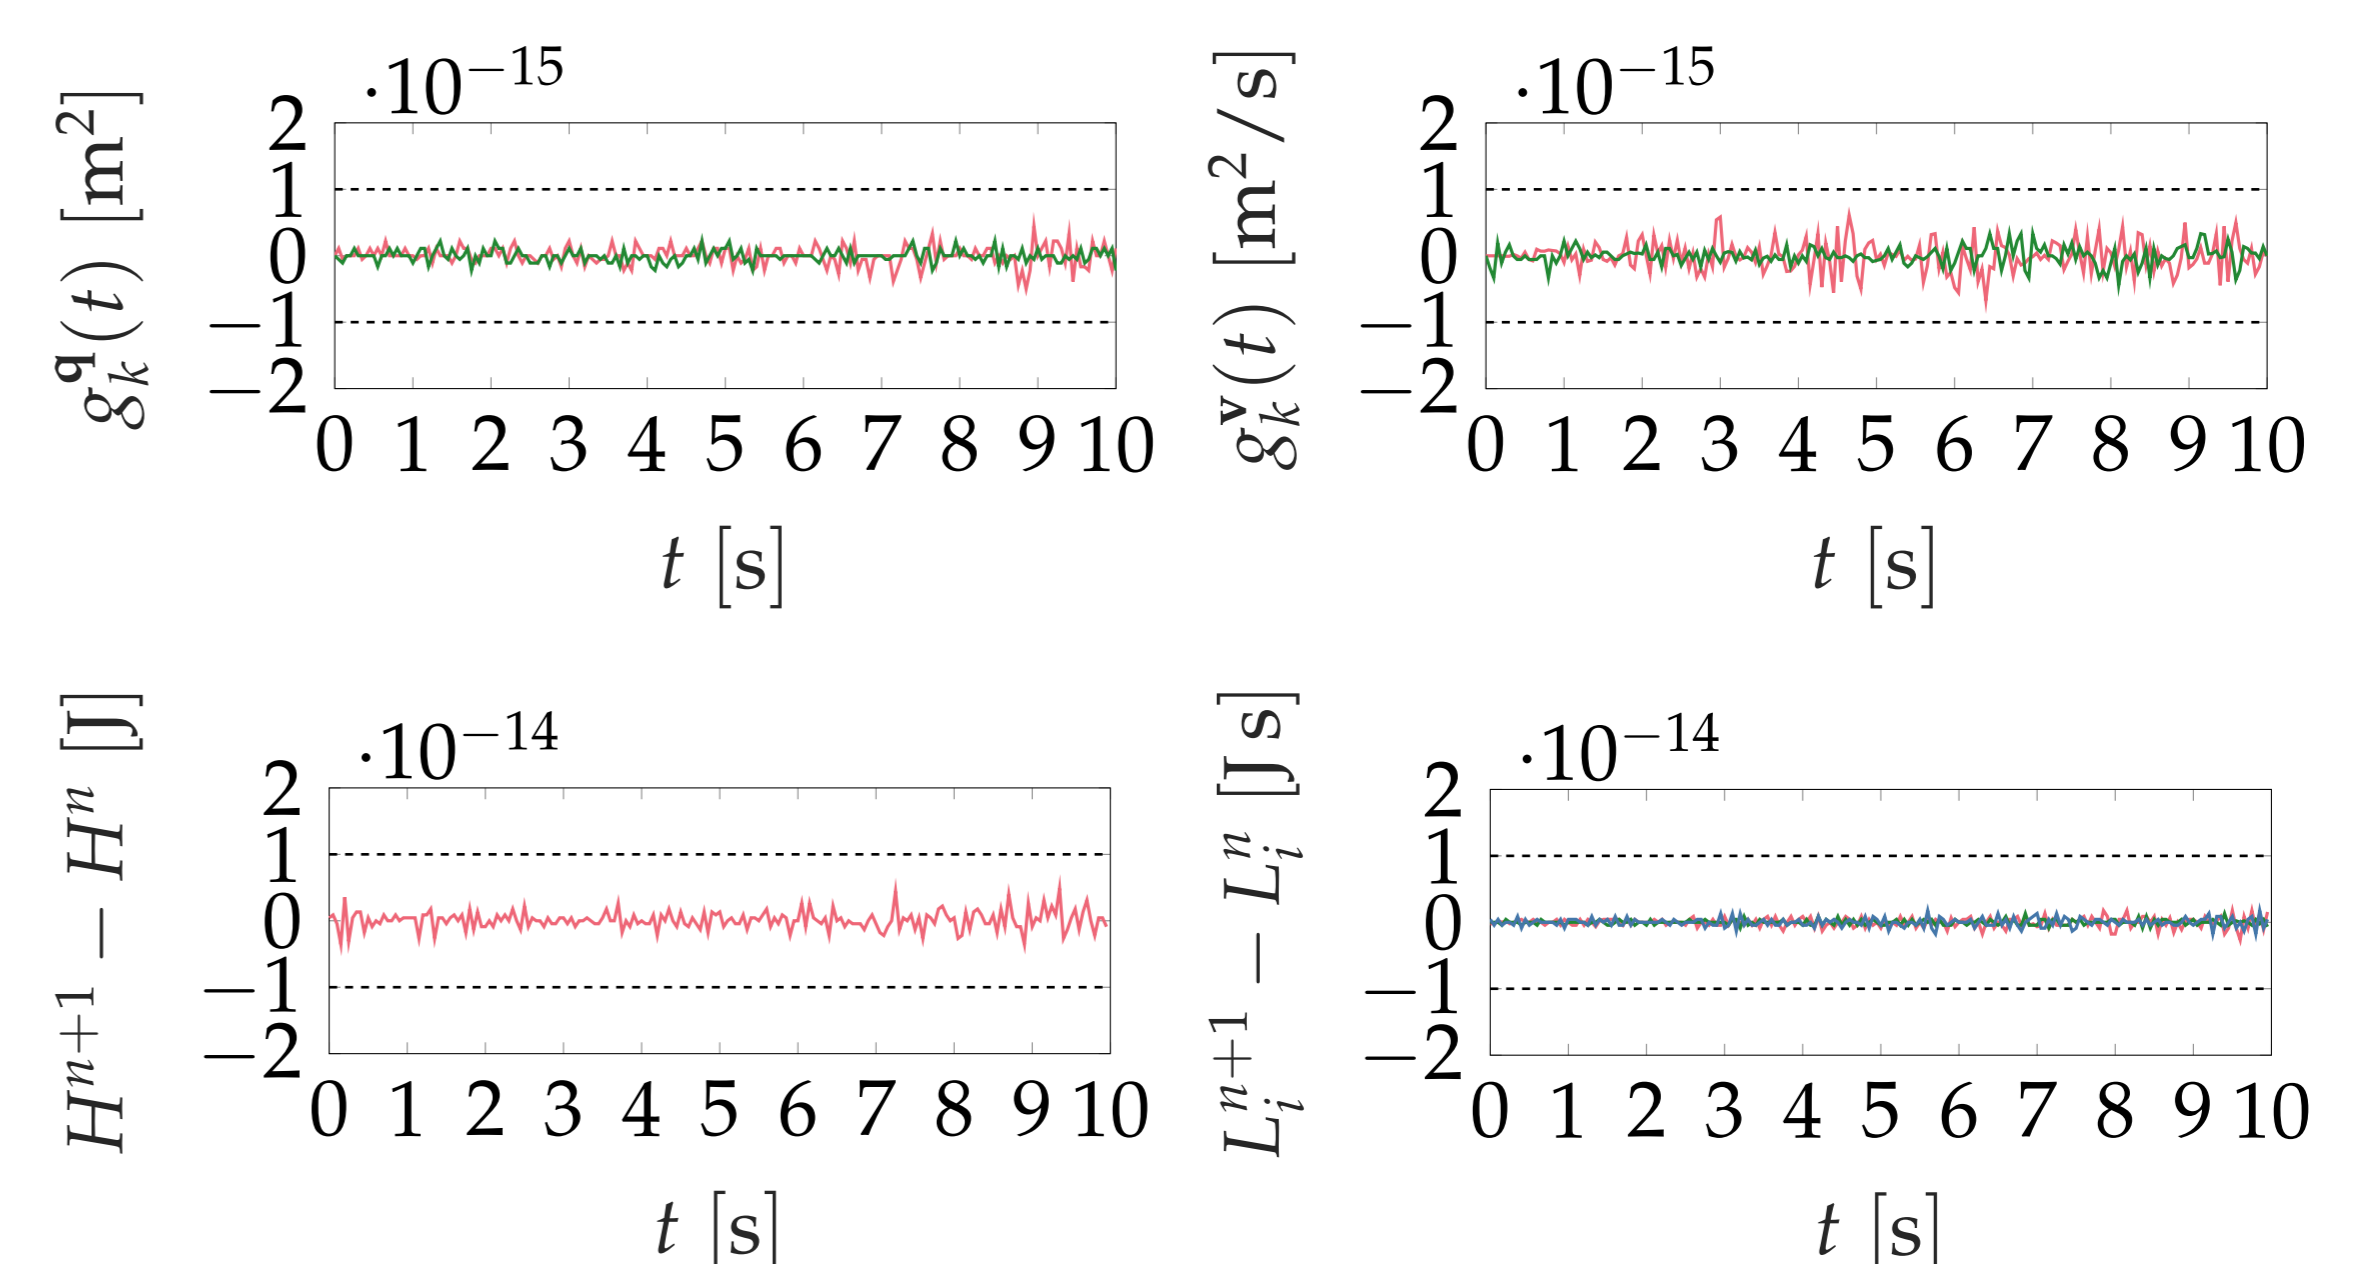 ·10⁻¹⁵
g_k^q(t) [m²]
2
1
0
−1
−2
0 1 2 3 4 5 6 7 8 9 10
t [s]
·10⁻¹⁵
g_k^v(t) [m²/s]
2
1
0
−1
−2
0 1 2 3 4 5 6 7 8 9 10
t [s]
·10⁻¹⁴
Hⁿ⁺¹ − Hⁿ [J]
2
1
0
−1
−2
0 1 2 3 4 5 6 7 8 9 10
t [s]
·10⁻¹⁴
L_i^{n+1} − L_i^n [J s]
2
1
0
−1
−2
0 1 2 3 4 5 6 7 8 9 10
t [s]